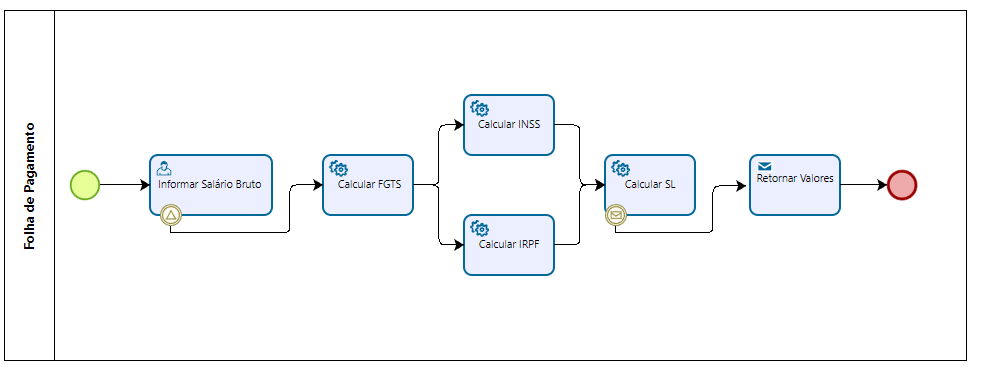 Folha de Pagamento
Informar Salário Bruto
Calcular FGTS
Calcular INSS
Calcular IRPF
Calcular SL
Retornar Valores